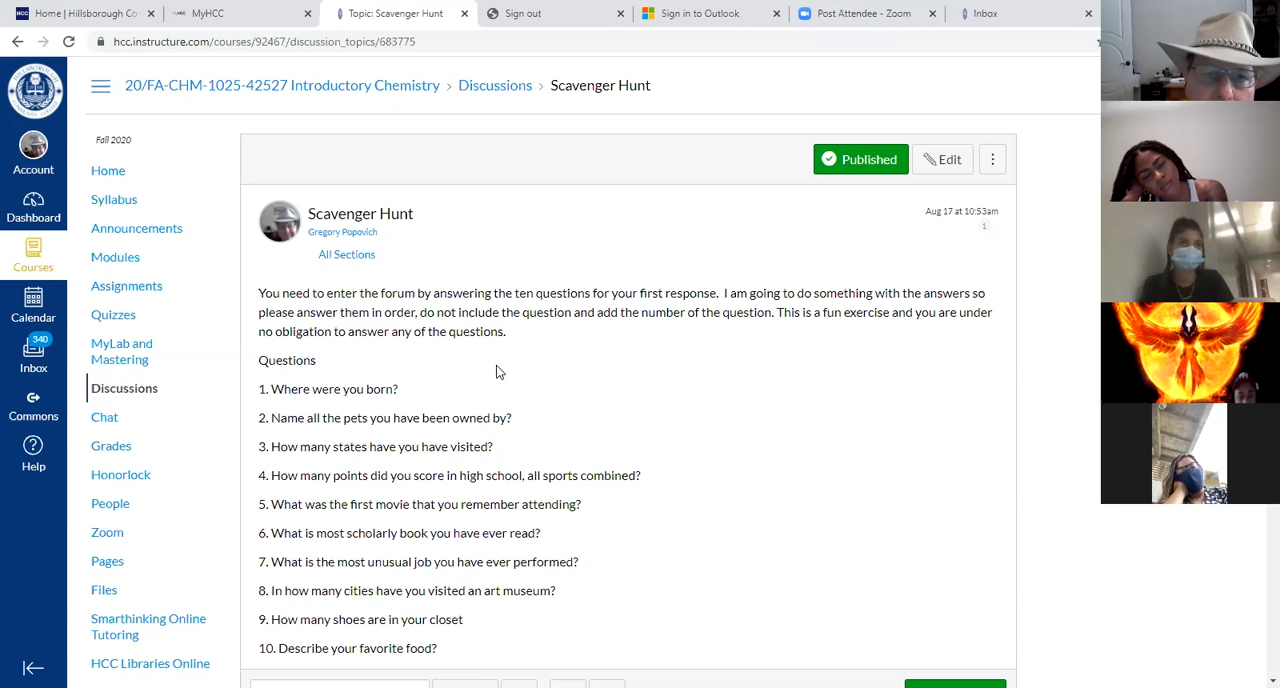 Home | Hillsborough Co
MyHCC
Topic: Scavenger Hunt
Sign out
Sign in to Outlook
Post Attendee - Zoom
Inbox
hcc.instructure.com/courses/92467/discussion_topics/683775
20/FA-CHM-1025-42527 Introductory Chemistry > Discussions > Scavenger Hunt
Account
Dashboard
Courses
Calendar
340
Inbox
Commons
Help
Fall 2020
Home
Syllabus
Announcements
Modules
Assignments
Quizzes
MyLab and
Mastering
Discussions
Chat
Grades
Honorlock
People
Zoom
Pages
Files
Smarthinking Online
Tutoring
HCC Libraries Online
Published
Edit
Scavenger Hunt
Gregory Popovich
All Sections
Aug 17 at 10:53am
1
You need to enter the forum by answering the ten questions for your first response. I am going to do something with the answers so
please answer them in order, do not include the question and add the number of the question. This is a fun exercise and you are under
no obligation to answer any of the questions.
Questions
1. Where were you born?
2. Name all the pets you have been owned by?
3. How many states have you have visited?
4. How many points did you score in high school, all sports combined?
5. What was the first movie that you remember attending?
6. What is most scholarly book you have ever read?
7. What is the most unusual job you have ever performed?
8. In how many cities have you visited an art museum?
9. How many shoes are in your closet
10. Describe your favorite food?